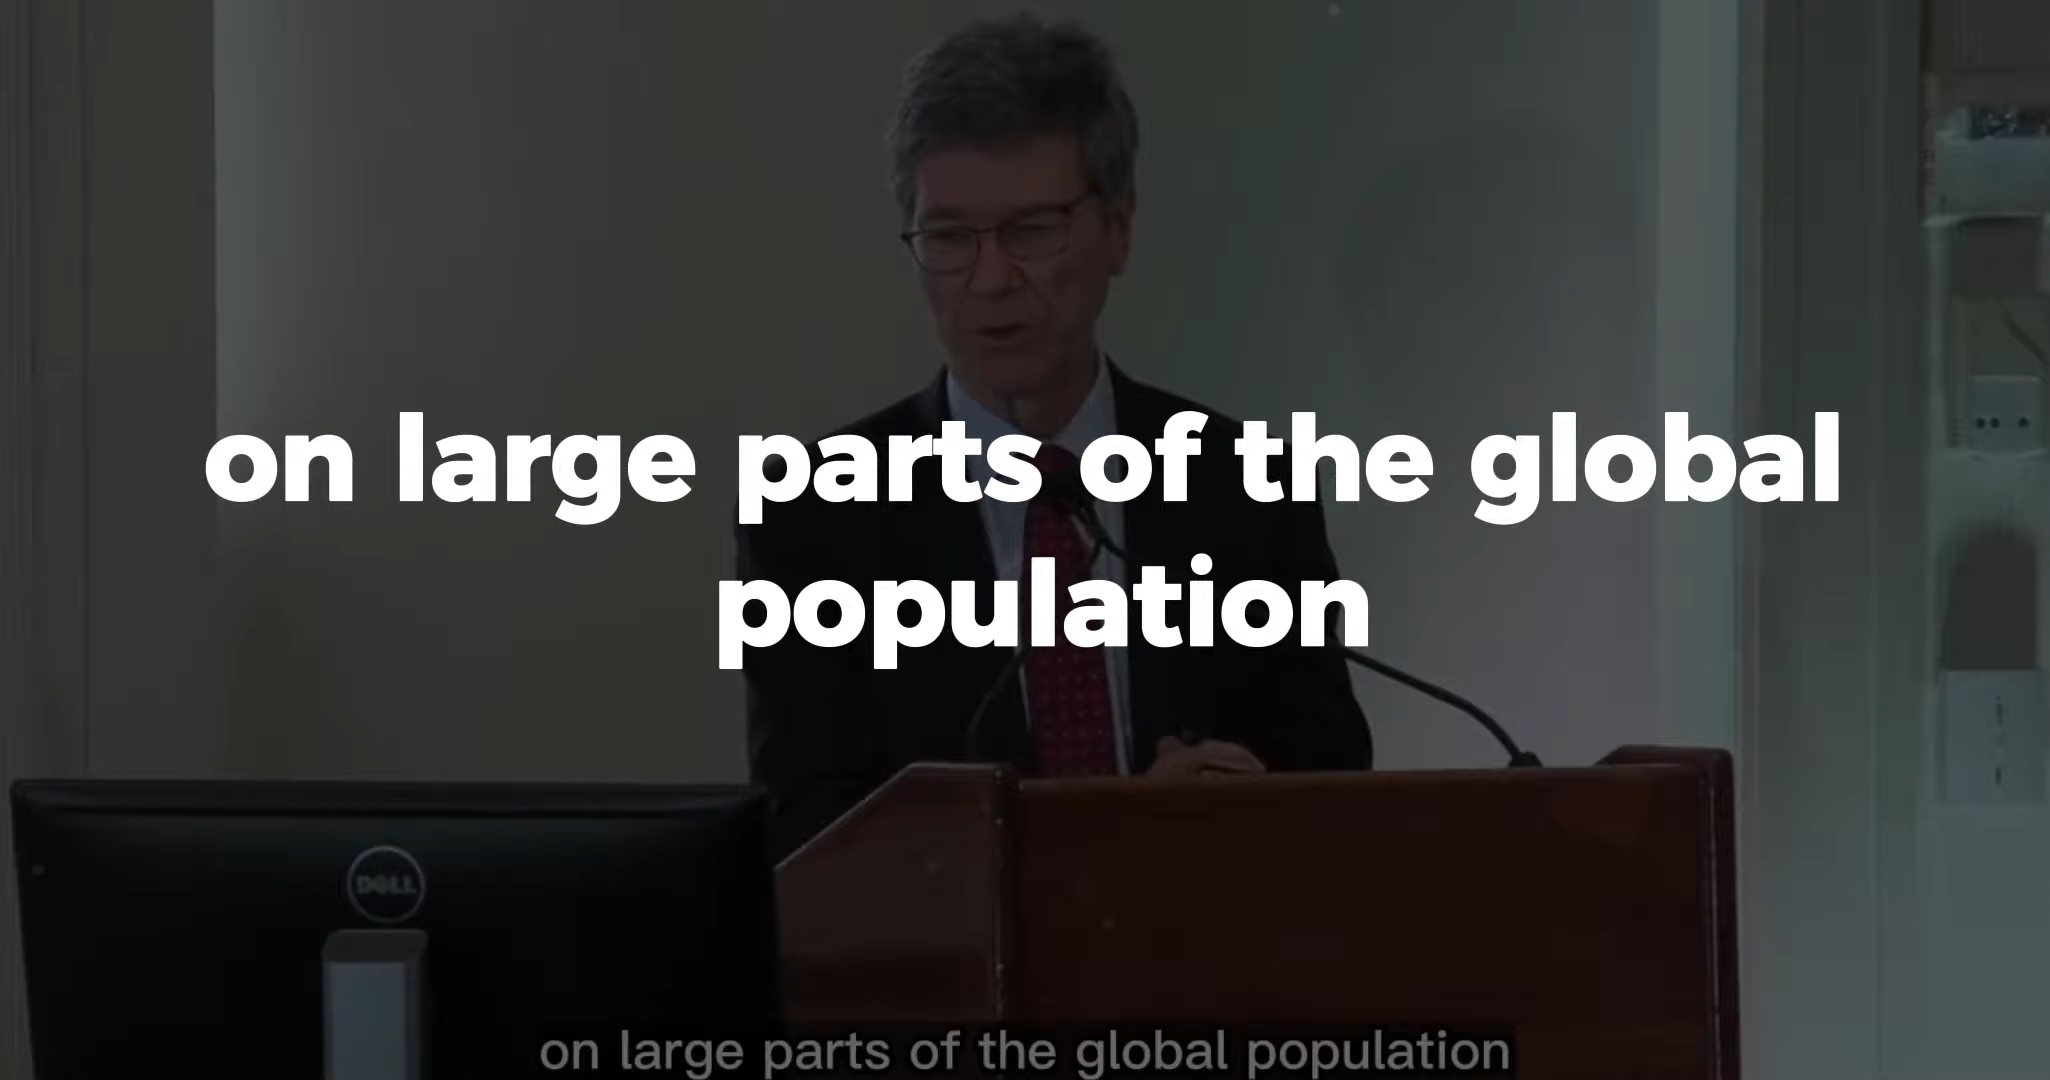 on large parts of the global
population
DELL
on large parts of the global population